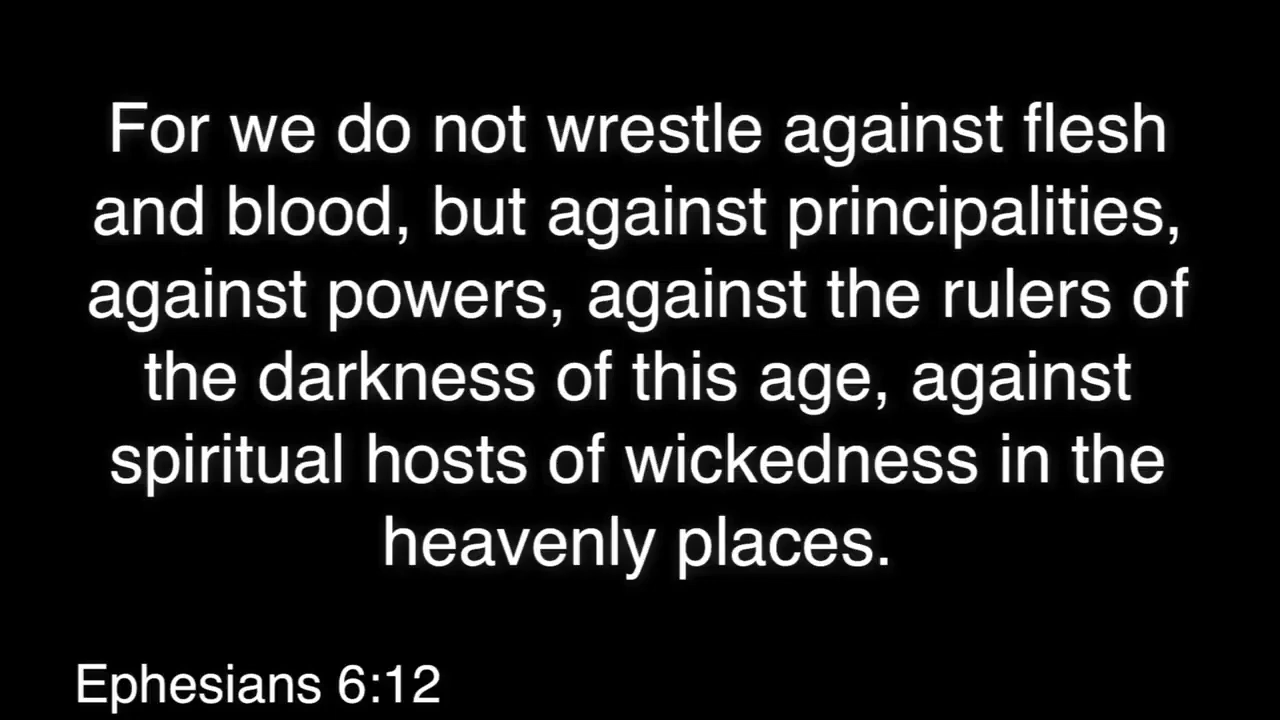 For we do not wrestle against flesh
and blood, but against principalities,
against powers, against the rulers of
the darkness of this age, against
spiritual hosts of wickedness in the
heavenly places.
Ephesians 6:12